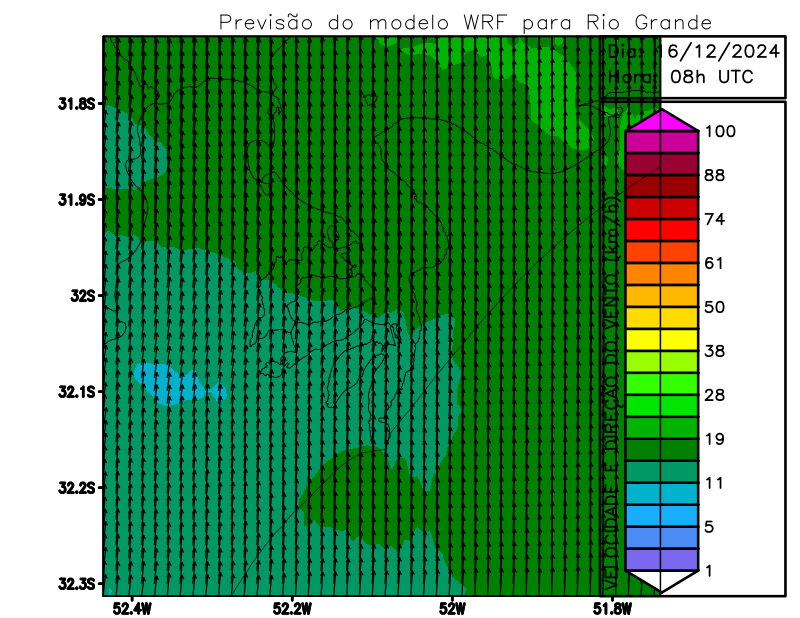 Previsão do modelo WRF para Rio Grande
Dia: 16/12/2024
Hora: 08h UTC
31.8S
31.9S
32S
32.1S
32.2S
32.3S
52.4W
52.2W
52W
51.8W
VELOCIDADE E DIREÇÃO DO VENTO (km/h)
100
88
74
61
50
38
28
19
11
5
1